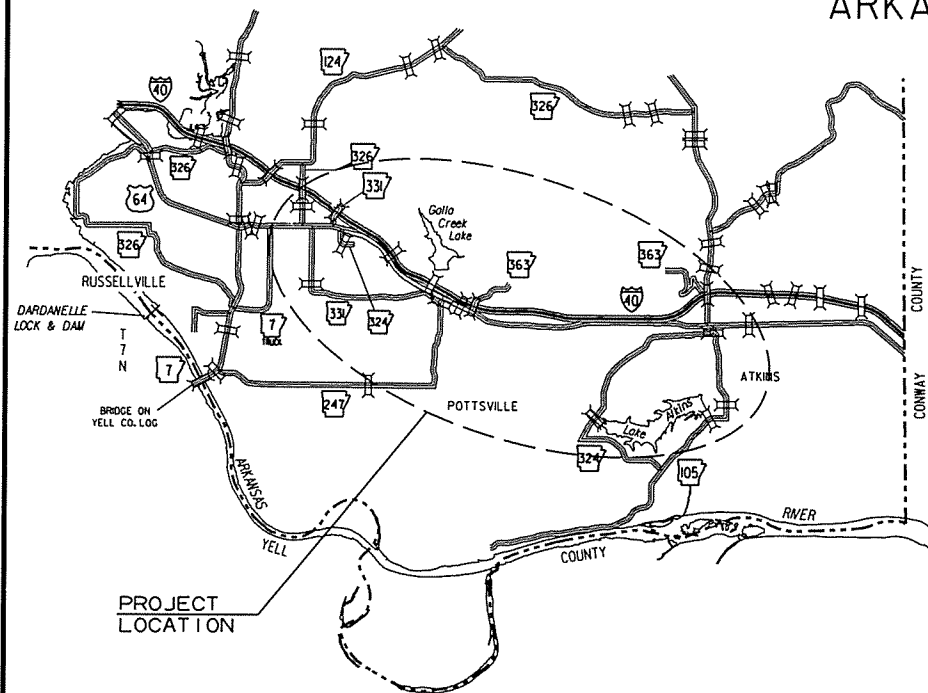 ARKA
124
40
326
326
331
326
64
Galla
Creek
Lake
363
363
326
40
RUSSELLVILLE
DARDANELLE
LOCK & DAM
T
7
N
7
TRUCK
331
324
COUNTY
7
ATKINS
BRIDGE ON
YELL CO. LOG
247
POTTSVILLE
CONWAY
Lake
Atkins
324
105
ARKANSAS
RIVER
YELL
COUNTY
PROJECT
LOCATION